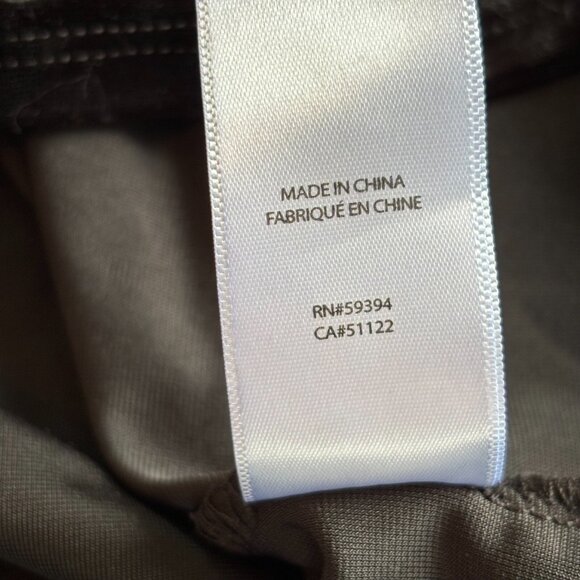 MADE IN CHINA
FABRIQUÉ EN CHINE
RN#59394
CA#51122